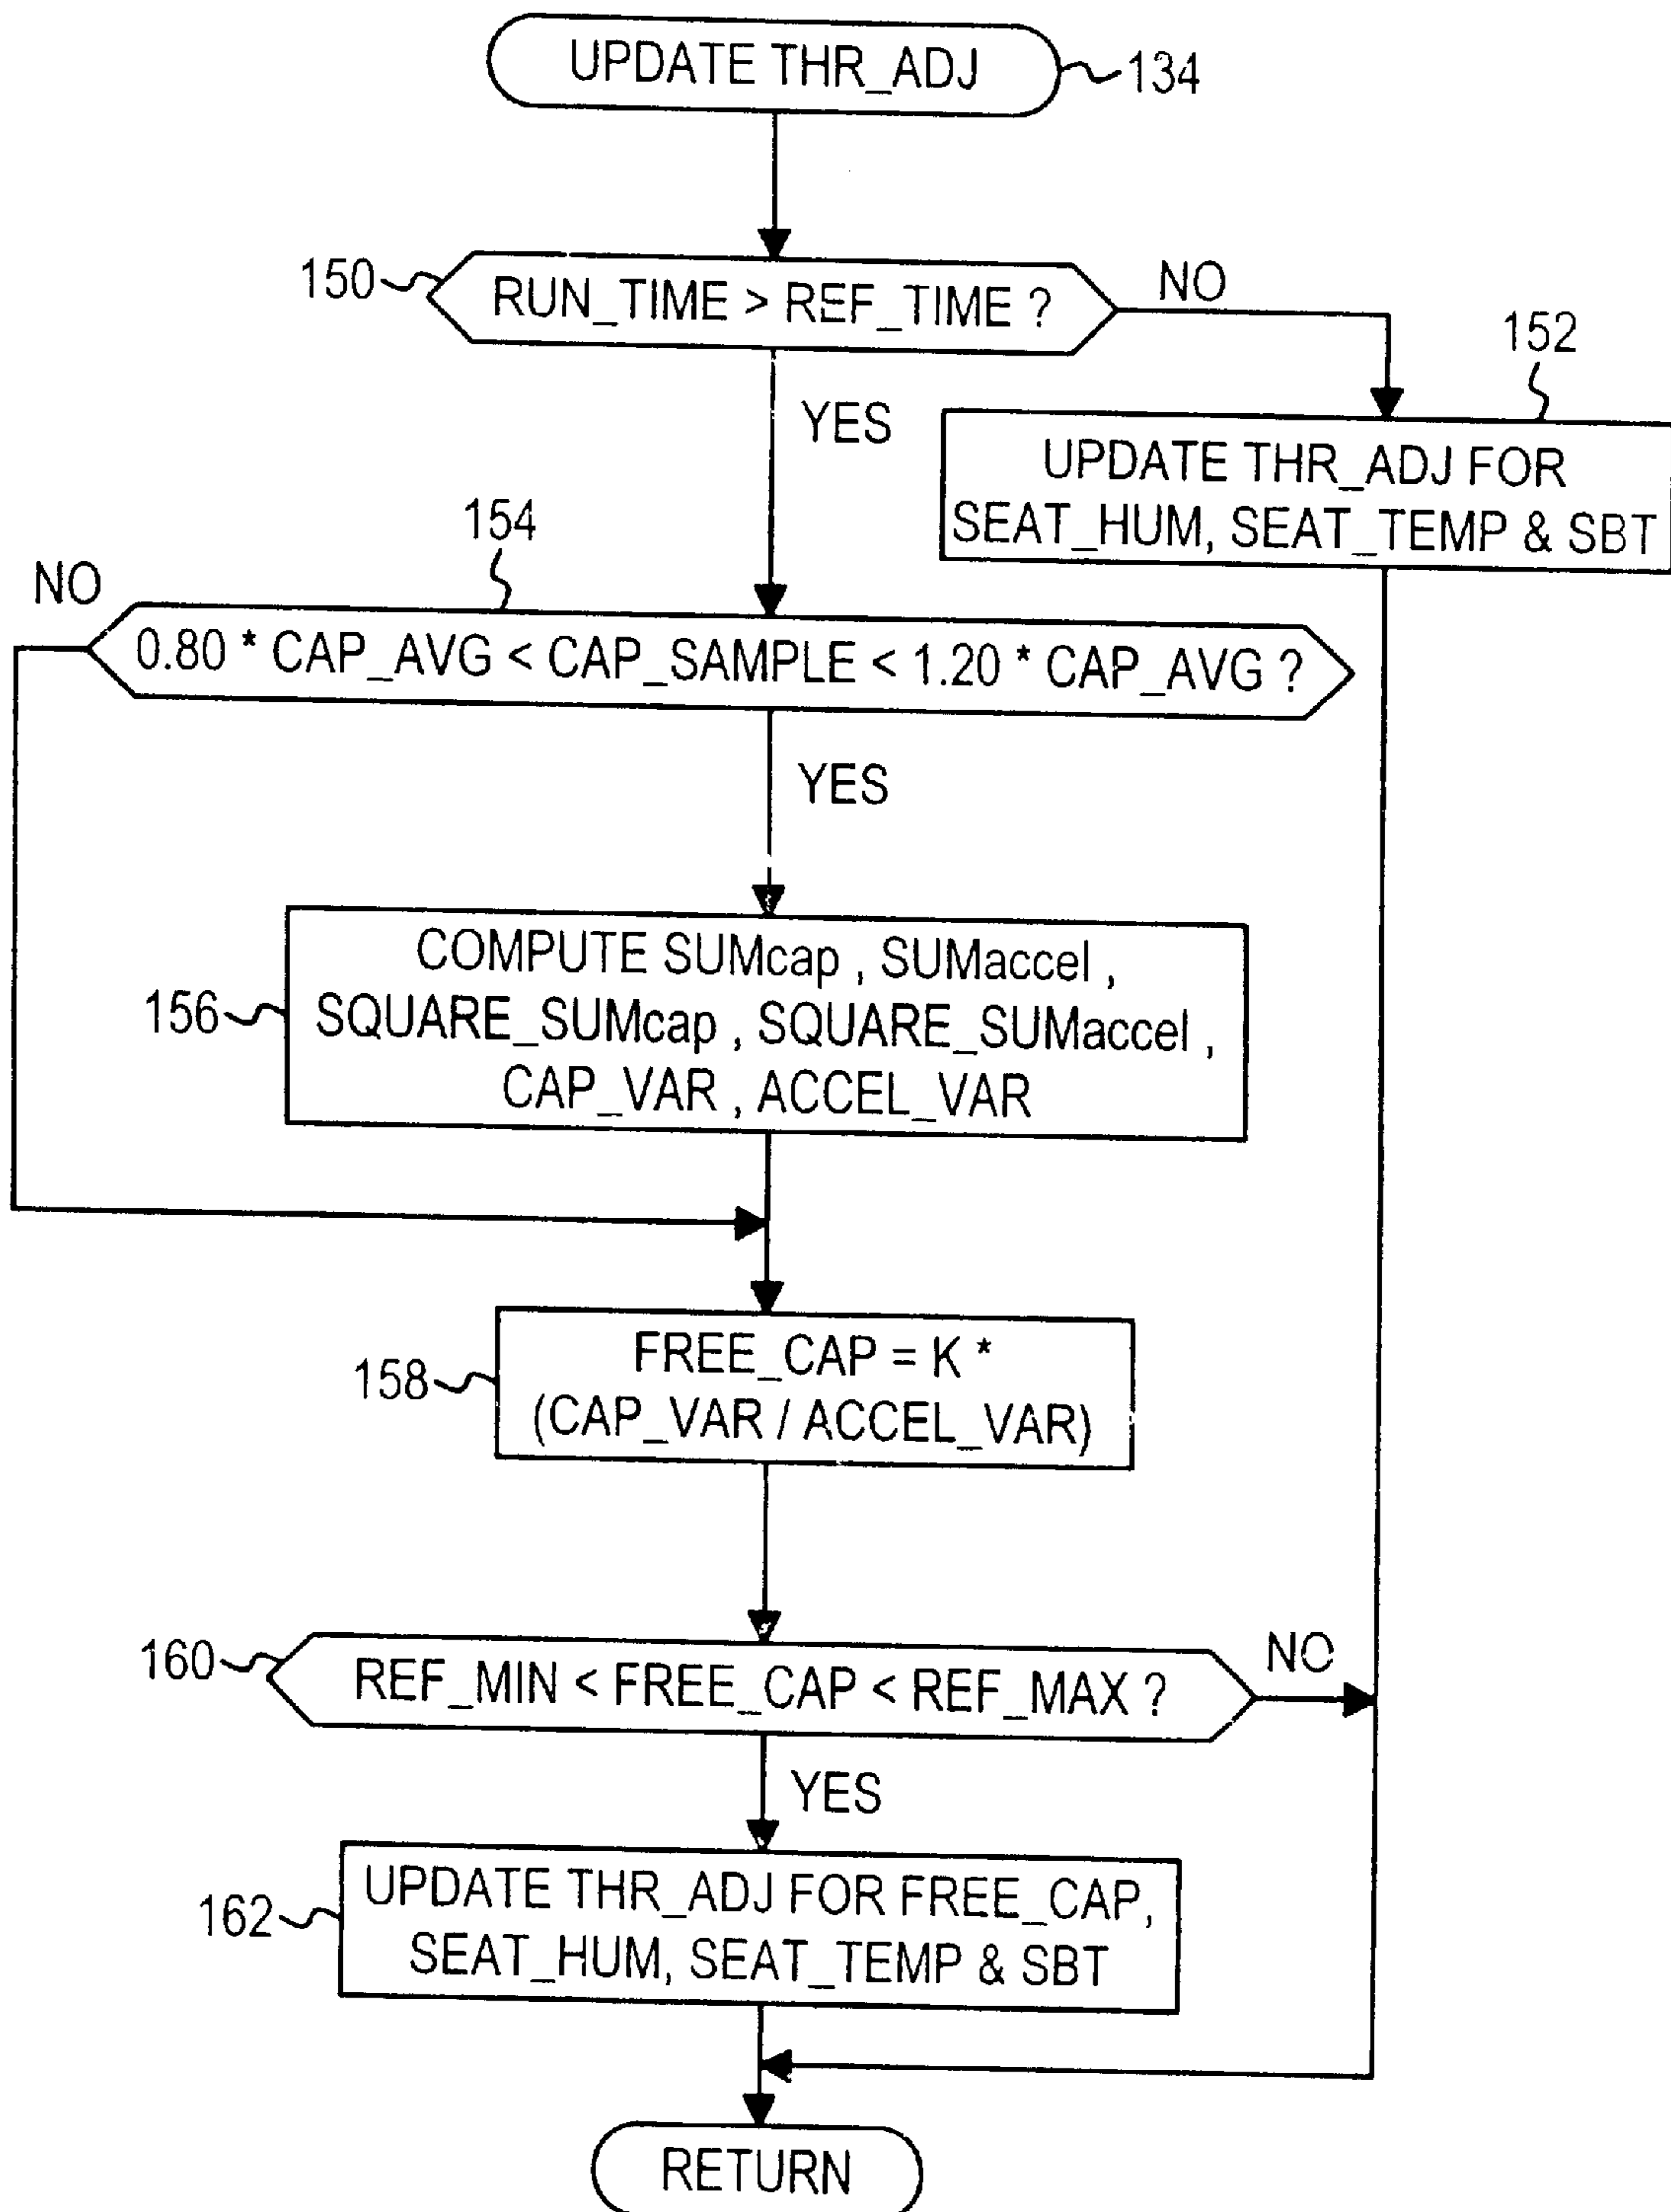 UPDATE THR_ADJ
134
150
RUN_TIME > REF_TIME ?
NO
YES
152
UPDATE THR_ADJ FOR
SEAT_HUM, SEAT_TEMP & SBT
154
NO
0.80 * CAP_AVG < CAP_SAMPLE < 1.20 * CAP_AVG ?
YES
156
COMPUTE SUMcap , SUMaccel ,
SQUARE_SUMcap , SQUARE_SUMaccel ,
CAP_VAR , ACCEL_VAR
158
FREE_CAP = K *
(CAP_VAR / ACCEL_VAR)
160
REF_MIN < FREE_CAP < REF_MAX ?
NO
YES
162
UPDATE THR_ADJ FOR FREE_CAP,
SEAT_HUM, SEAT_TEMP & SBT
RETURN